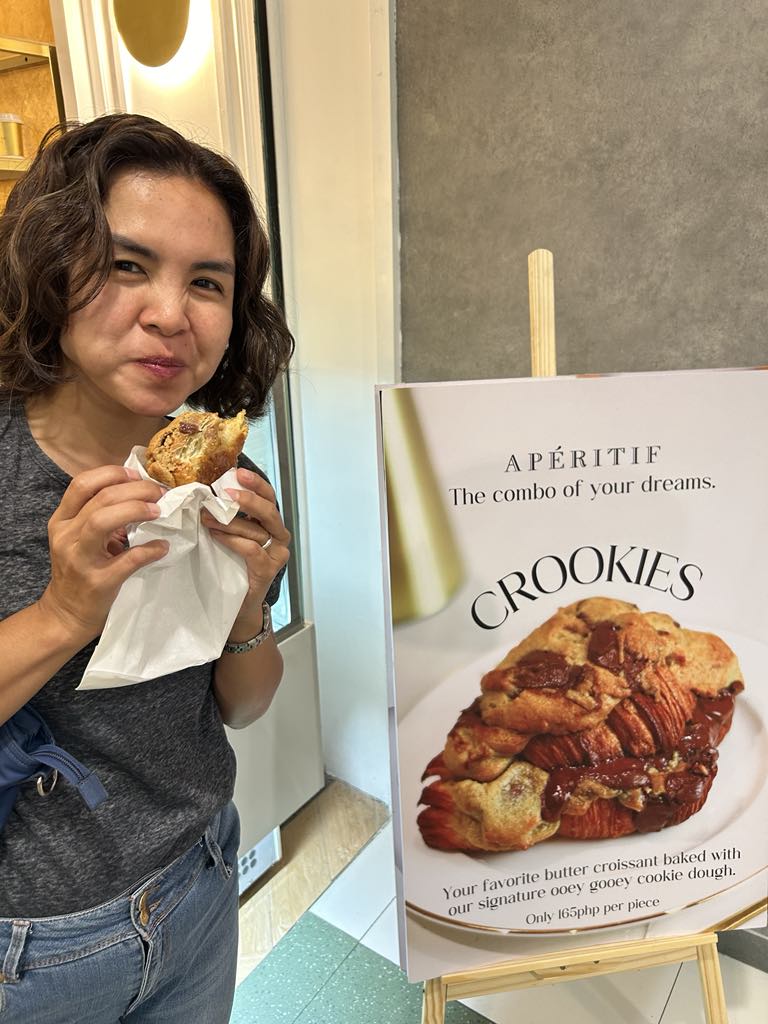 APÉRITIF
The combo of your dreams.
CROOKIES
Your favorite butter croissant baked with
our signature ooey gooey cookie dough.
Only 165php per piece